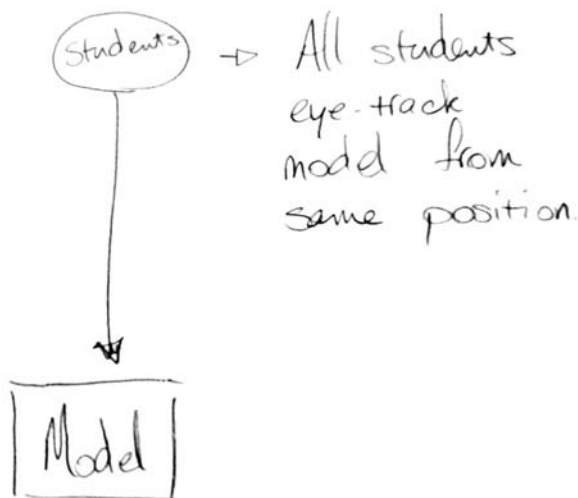 Students → All students
eye-track
model from
same position.
Model